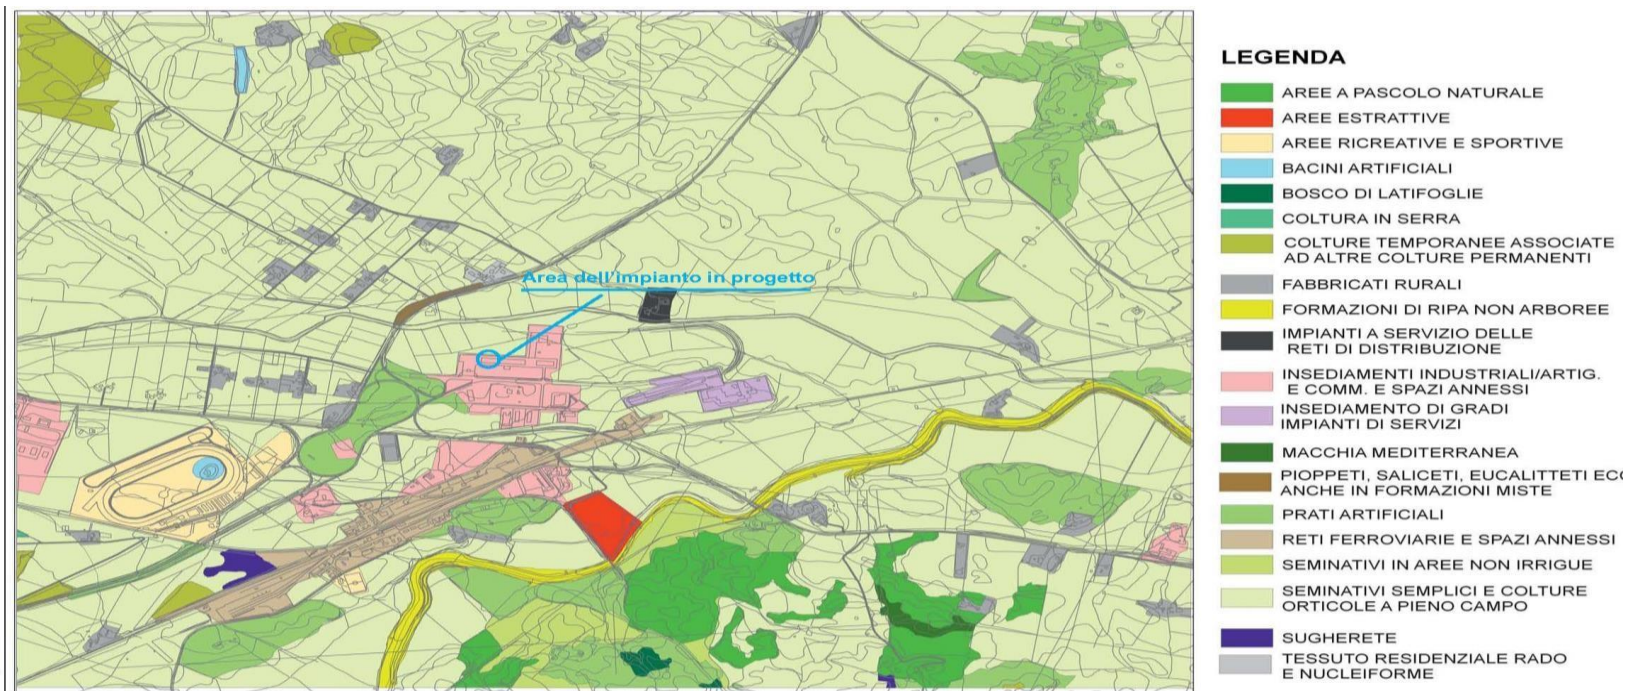 Area dell'impianto in progetto
LEGENDA
AREE A PASCOLO NATURALE
AREE ESTRATTIVE
AREE RICREATIVE E SPORTIVE
BACINI ARTIFICIALI
BOSCO DI LATIFOGLIE
COLTURA IN SERRA
COLTURE TEMPORANEE ASSOCIATE
AD ALTRE COLTURE PERMANENTI
FABBRICATI RURALI
FORMAZIONI DI RIPA NON ARBOREE
IMPIANTI A SERVIZIO DELLE
RETI DI DISTRIBUZIONE
INSEDIAMENTI INDUSTRIALI/ARTIG.
E COMM. E SPAZI ANNESSI
INSEDIAMENTO DI GRADI
IMPIANTI DI SERVIZI
MACCHIA MEDITERRANEA
PIOPPETI, SALICETI, EUCALITTETI EC
ANCHE IN FORMAZIONI MISTE
PRATI ARTIFICIALI
RETI FERROVIARIE E SPAZI ANNESSI
SEMINATIVI IN AREE NON IRRIGUE
SEMINATIVI SEMPLICI E COLTURE
ORTICOLE A PIENO CAMPO
SUGHERETE
TESSUTO RESIDENZIALE RADO
E NUCLEIFORME